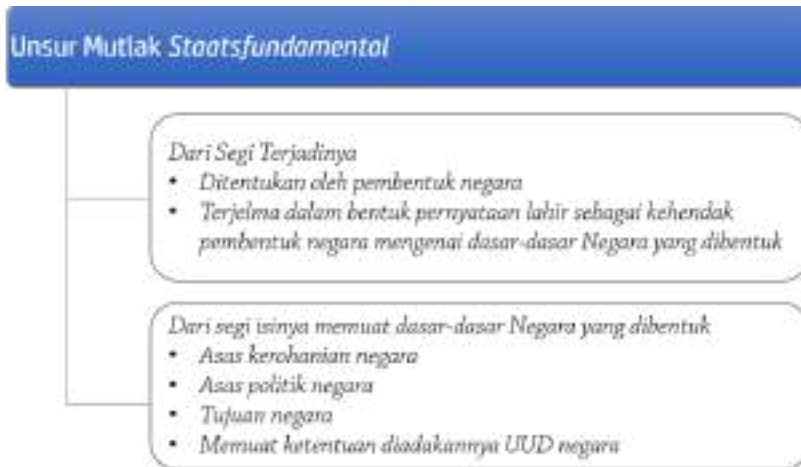 Unsur Mutlak Staatsfundamental
Dari Segi Terjadinya
• Ditentukan oleh pembentuk negara
• Terjelma dalam bentuk pernyataan lahir sebagai kehendak
pembentuk negara mengenai dasar-dasar Negara yang dibentuk
Dari segi isinya memuat dasar-dasar Negara yang dibentuk
• Asas kerohanian negara
• Asas politik negara
• Tujuan negara
• Memuat ketentuan diadakannya UUD negara